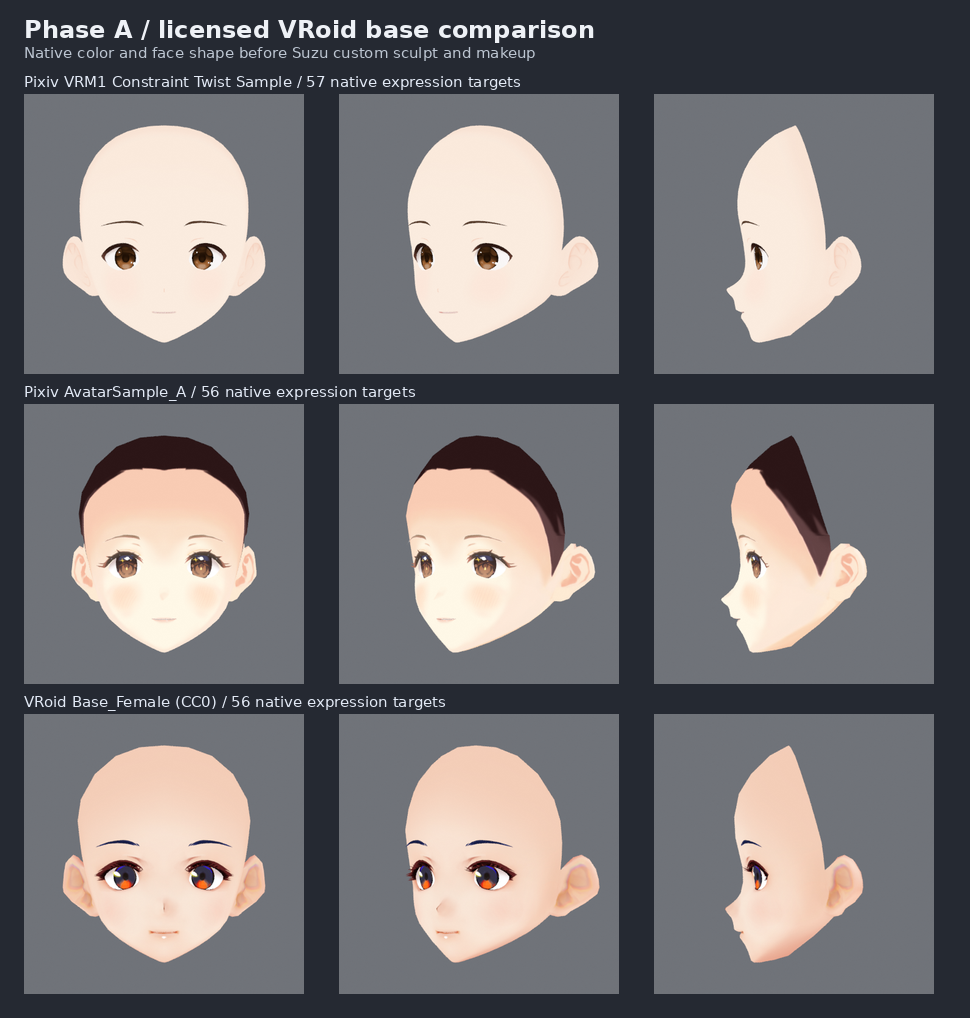 Phase A / licensed VRoid base comparison
Native color and face shape before Suzu custom sculpt and makeup
Pixiv VRM1 Constraint Twist Sample / 57 native expression targets
Pixiv AvatarSample_A / 56 native expression targets
VRoid Base_Female (CC0) / 56 native expression targets